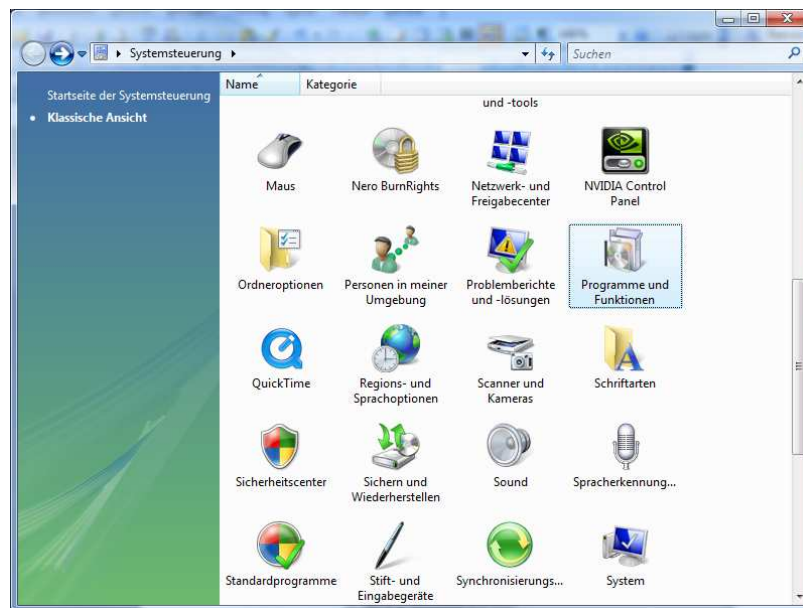 Systemsteuerung
Suchen
Startseite der Systemsteuerung
Klassische Ansicht
Name
Kategorie
und -tools
Maus
Nero BurnRights
Netzwerk- und
Freigabecenter
NVIDIA Control
Panel
Ordneroptionen
Personen in meiner
Umgebung
Problemberichte
und -lösungen
Programme und
Funktionen
QuickTime
Regions- und
Sprachoptionen
Scanner und
Kameras
Schriftarten
Sicherheitscenter
Sichern und
Wiederherstellen
Sound
Spracherkennung...
Standardprogramme
Stift- und
Eingabegeräte
Synchronisierungs...
System